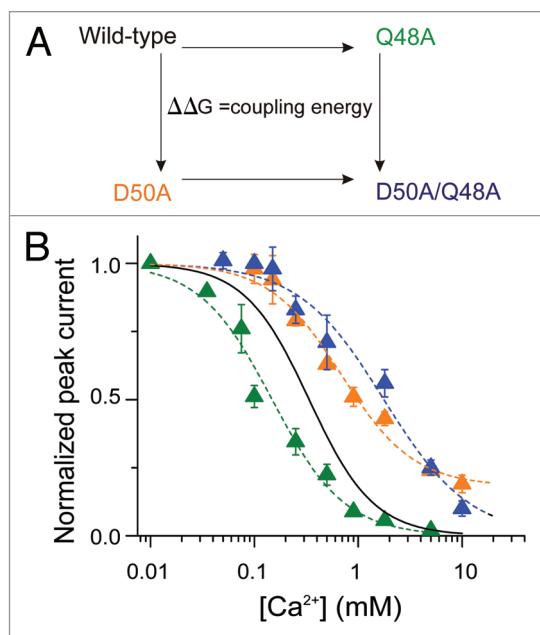 A
Wild-type
Q48A
ΔΔG =coupling energy
D50A
D50A/Q48A
B
Normalized peak current
1.0
0.5
0.0
0.01
0.1
1
10
[Ca²⁺] (mM)